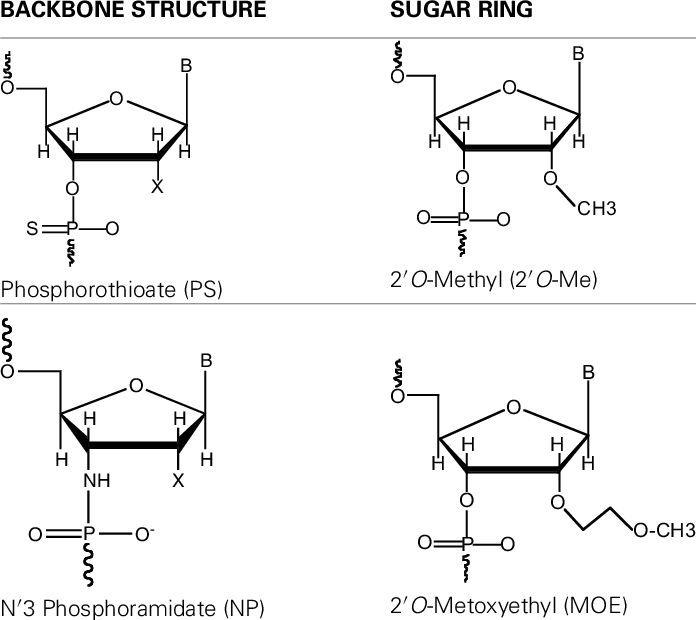 BACKBONE STRUCTURE SUGAR RING
O B O H H H H O X S P O
Phosphorothioate (PS)
O B O H H H H O O CH3 O P O
2′O-Methyl (2′O-Me)
O B O H H H H NH X O P O-
N′3 Phosphoramidate (NP)
O B O H H H H O O O-CH3 O P O
2′O-Metoxyethyl (MOE)